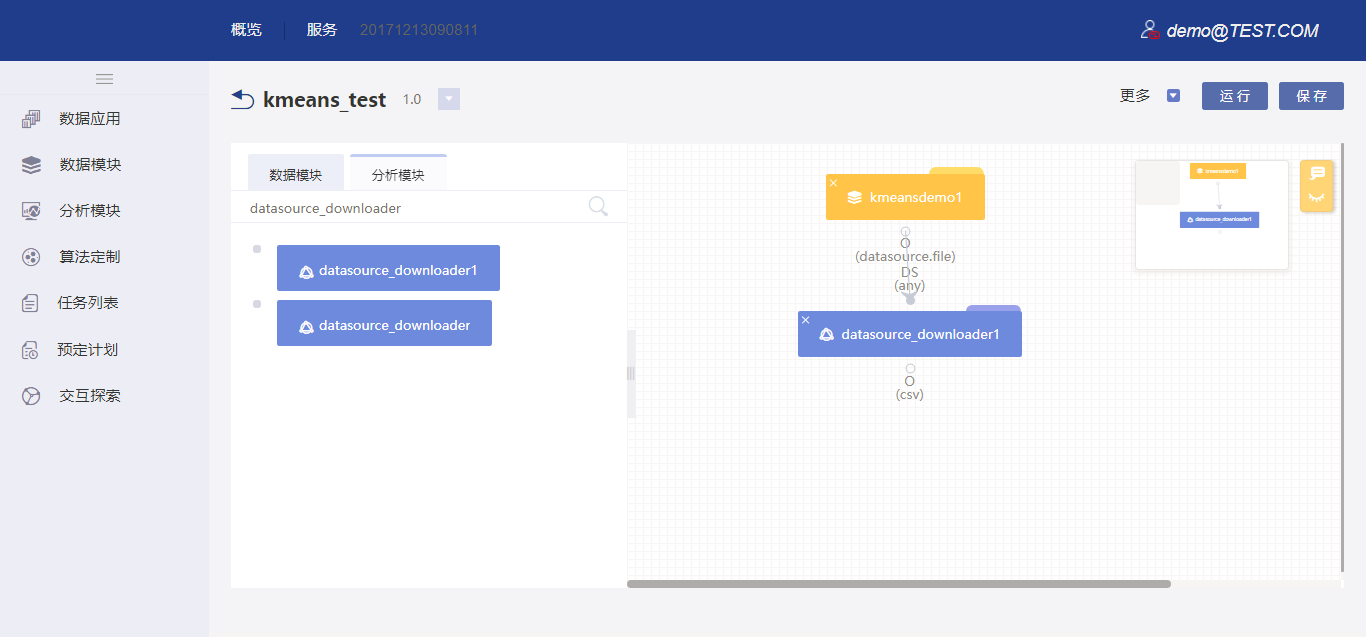 概览 服务 20171213090811 demo@TEST.COM
数据应用
数据模块
分析模块
算法定制
任务列表
预定计划
交互探索
kmeans_test 1.0 更多 运行 保存
数据模块 分析模块
datasource_downloader
datasource_downloader1
datasource_downloader
kmeansdemo1
O
(datasource.file)
DS
(any)
datasource_downloader1
O
(csv)
kmeansdemo1
datasource_downloader1